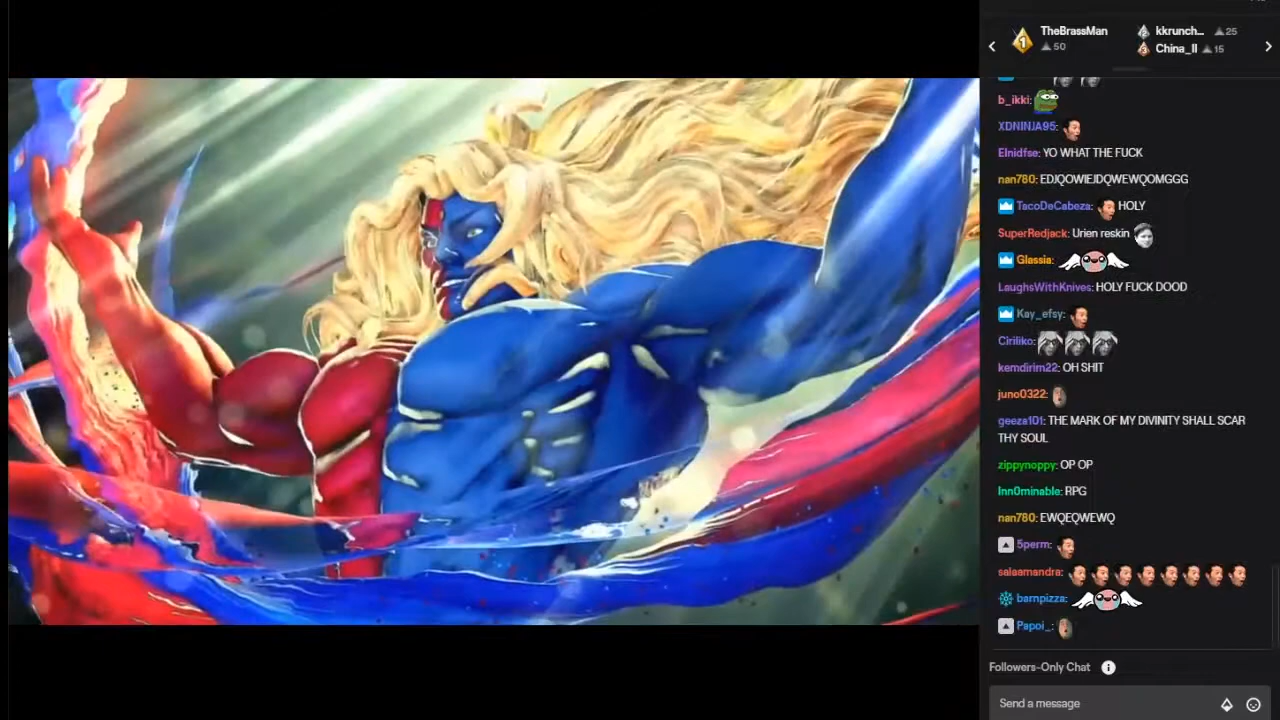 TheBrassMan
50
kkrunch... 25
China_II 15
b_ikki:
XDNINJA95:
Elnidfse: YO WHAT THE FUCK
nan780: EDJQOWIEJDQWEWQOMGGG
TacoDeCabeza: HOLY
SuperRedjack: Urien reskin
Glassia:
LaughsWithKnives: HOLY FUCK DOOD
Kay_efsy:
Ciriliko:
kemdirim22: OH SHIT
juno0322:
geeza101: THE MARK OF MY DIVINITY SHALL SCAR
THY SOUL
zippynoppy: OP OP
Inn0minable: RPG
nan780: EWQEQWEWQ
5perm:
salaamandra:
barnpizza:
Papoi_:
Followers-Only Chat
Send a message